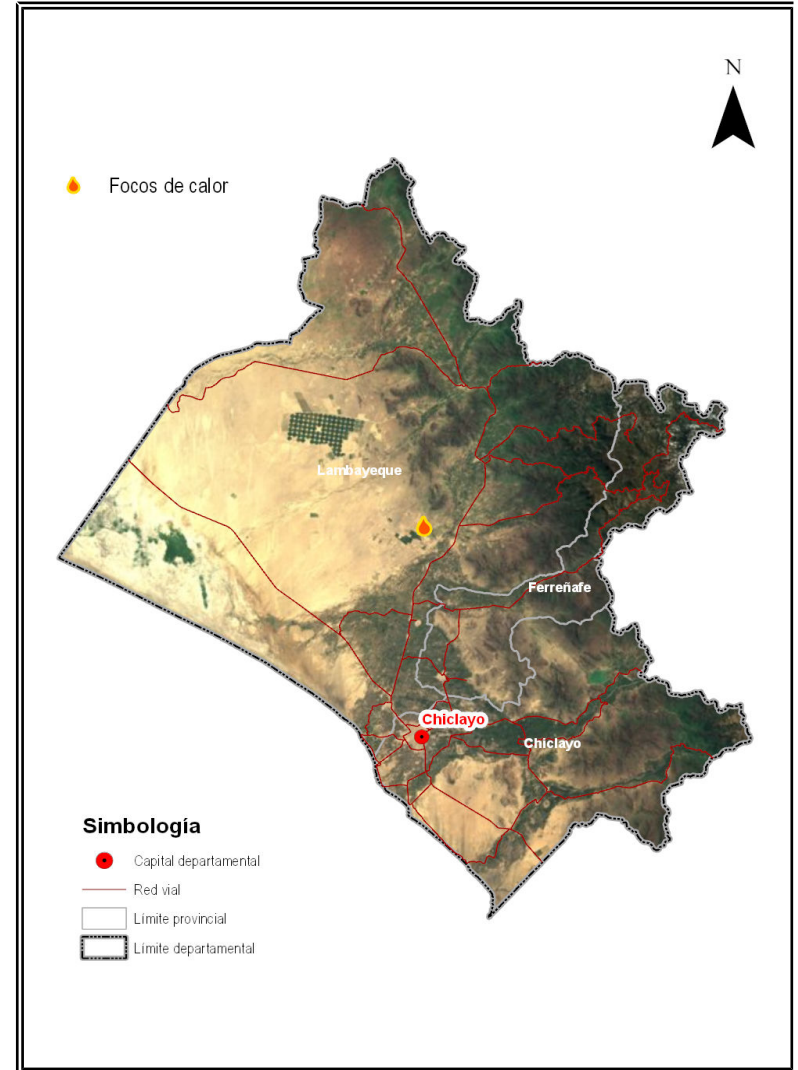 N
Focos de calor
Lambayeque
Ferreñafe
Chiclayo
Chiclayo
Simbología
Capital departamental
Red vial
Límite provincial
Límite departamental